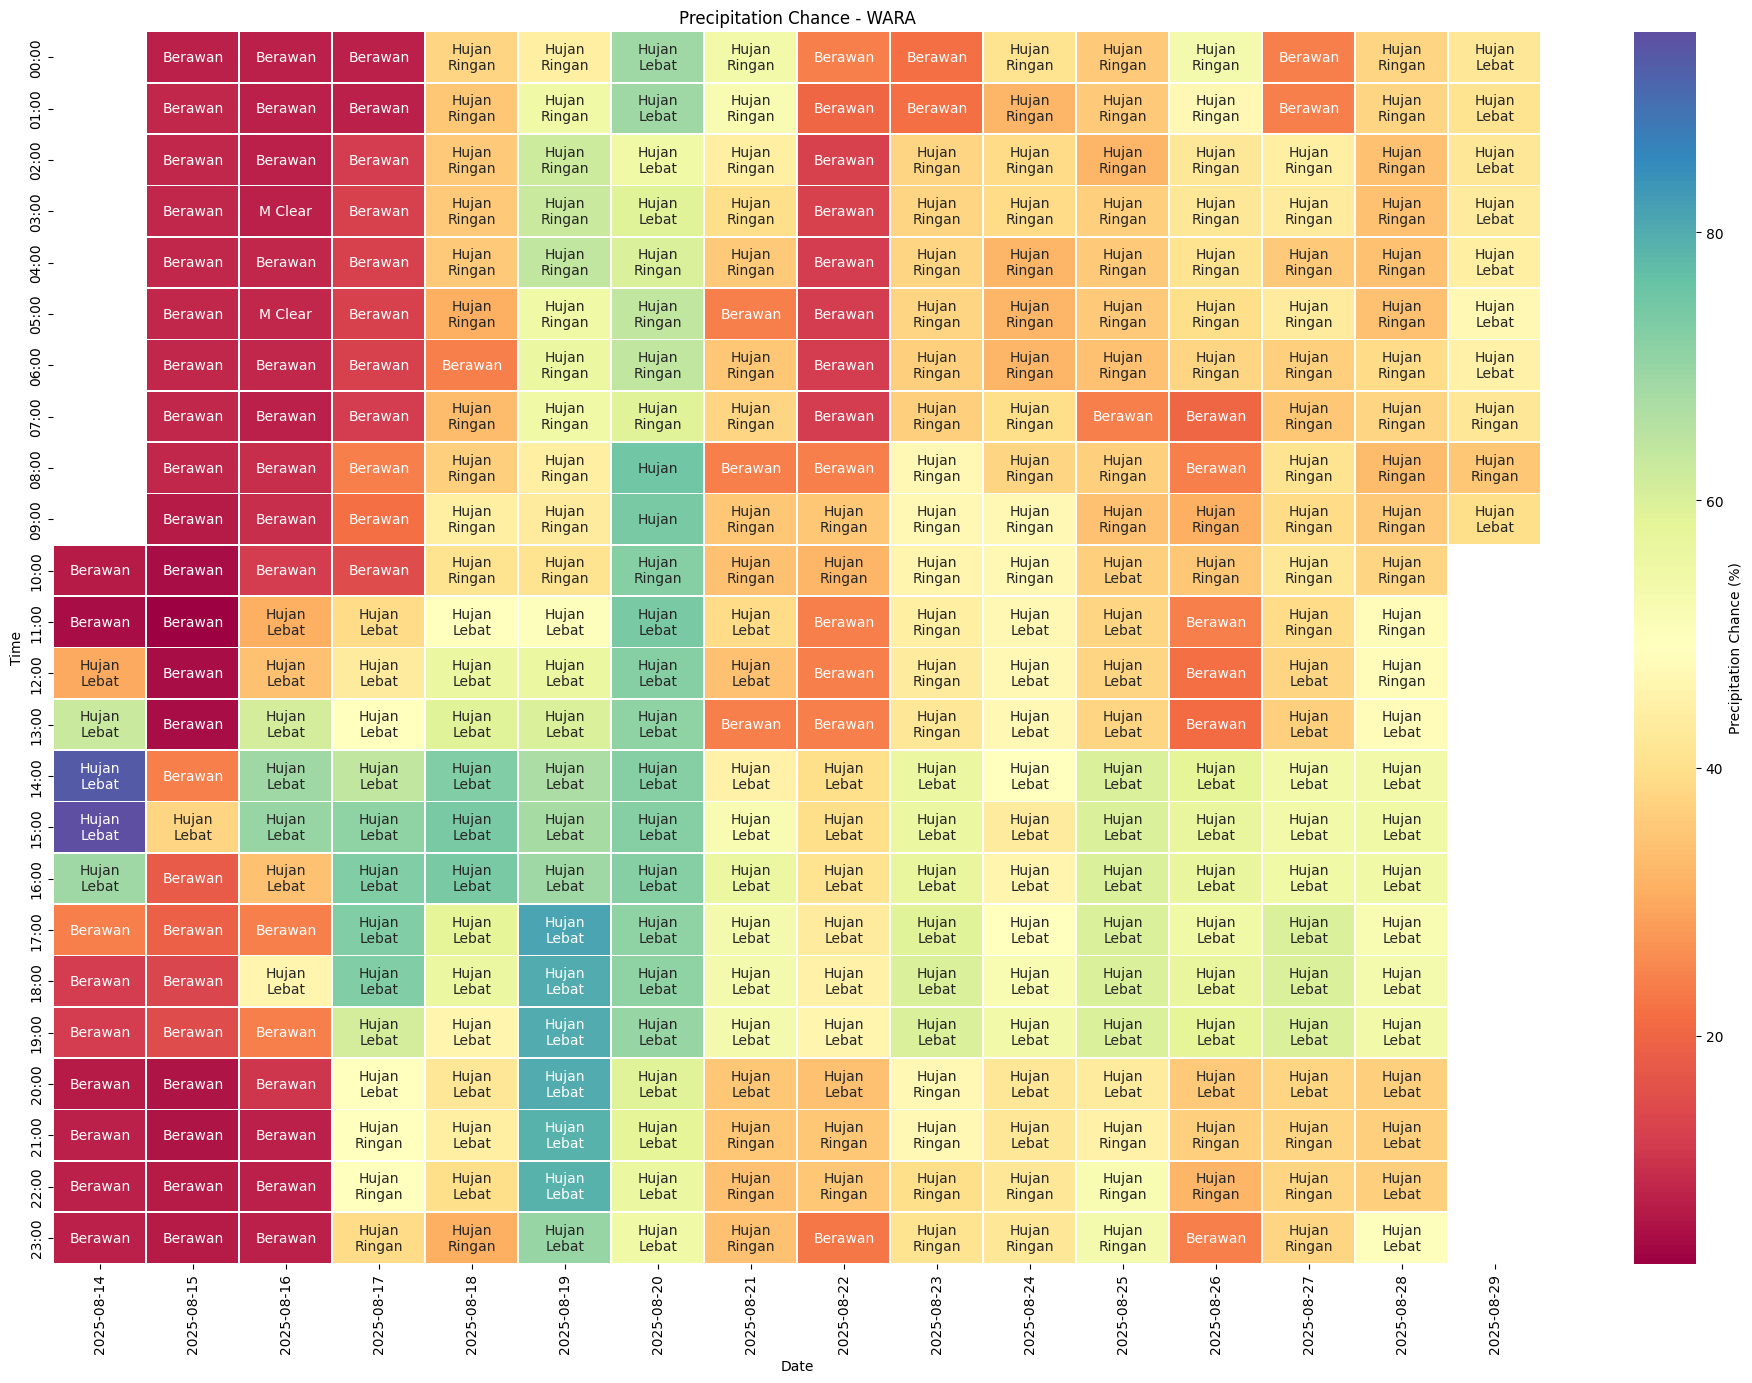 Precipitation Chance - WARA
00:00 Berawan Berawan Berawan Hujan Ringan Hujan Ringan Hujan Lebat Hujan Ringan Berawan Berawan Hujan Ringan Hujan Ringan Hujan Ringan Berawan Hujan Ringan Hujan Lebat
01:00 Berawan Berawan Berawan Hujan Ringan Hujan Ringan Hujan Lebat Hujan Ringan Berawan Berawan Hujan Ringan Hujan Ringan Hujan Ringan Berawan Hujan Ringan Hujan Lebat
02:00 Berawan Berawan Berawan Hujan Ringan Hujan Ringan Hujan Lebat Hujan Ringan Berawan Hujan Ringan Hujan Ringan Hujan Ringan Hujan Ringan Hujan Ringan Hujan Ringan Hujan Lebat
03:00 Berawan M Clear Berawan Hujan Ringan Hujan Ringan Hujan Lebat Hujan Ringan Berawan Hujan Ringan Hujan Ringan Hujan Ringan Hujan Ringan Hujan Ringan Hujan Ringan Hujan Lebat
04:00 Berawan Berawan Berawan Hujan Ringan Hujan Ringan Hujan Ringan Hujan Ringan Berawan Hujan Ringan Hujan Ringan Hujan Ringan Hujan Ringan Hujan Ringan Hujan Ringan Hujan Lebat
05:00 Berawan M Clear Berawan Hujan Ringan Hujan Ringan Hujan Ringan Berawan Berawan Hujan Ringan Hujan Ringan Hujan Ringan Hujan Ringan Hujan Ringan Hujan Ringan Hujan Lebat
06:00 Berawan Berawan Berawan Berawan Hujan Ringan Hujan Ringan Hujan Ringan Berawan Hujan Ringan Hujan Ringan Hujan Ringan Hujan Ringan Hujan Ringan Hujan Ringan Hujan Lebat
07:00 Berawan Berawan Berawan Hujan Ringan Hujan Ringan Hujan Ringan Hujan Ringan Berawan Hujan Ringan Hujan Ringan Berawan Berawan Hujan Ringan Hujan Ringan Hujan Ringan
08:00 Berawan Berawan Berawan Hujan Ringan Hujan Ringan Hujan Berawan Berawan Hujan Ringan Hujan Ringan Hujan Ringan Berawan Hujan Ringan Hujan Ringan Hujan Ringan
09:00 Berawan Berawan Berawan Hujan Ringan Hujan Ringan Hujan Hujan Ringan Hujan Ringan Hujan Ringan Hujan Ringan Hujan Ringan Hujan Ringan Hujan Ringan Hujan Ringan Hujan Lebat
10:00 Berawan Berawan Berawan Berawan Hujan Ringan Hujan Ringan Hujan Ringan Hujan Ringan Hujan Ringan Hujan Ringan Hujan Ringan Hujan Lebat Hujan Ringan Hujan Ringan Hujan Ringan
11:00 Berawan Berawan Hujan Lebat Hujan Lebat Hujan Lebat Hujan Lebat Hujan Lebat Hujan Lebat Berawan Hujan Ringan Hujan Lebat Hujan Lebat Berawan Hujan Ringan Hujan Ringan
12:00 Hujan Lebat Berawan Hujan Lebat Hujan Lebat Hujan Lebat Hujan Lebat Hujan Lebat Hujan Lebat Berawan Hujan Ringan Hujan Lebat Hujan Lebat Berawan Hujan Lebat Hujan Ringan
13:00 Hujan Lebat Berawan Hujan Lebat Hujan Lebat Hujan Lebat Hujan Lebat Hujan Lebat Berawan Berawan Hujan Ringan Hujan Lebat Hujan Lebat Berawan Hujan Lebat Hujan Lebat
14:00 Hujan Lebat Berawan Hujan Lebat Hujan Lebat Hujan Lebat Hujan Lebat Hujan Lebat Hujan Lebat Hujan Lebat Hujan Lebat Hujan Lebat Hujan Lebat Hujan Lebat Hujan Lebat Hujan Lebat
15:00 Hujan Lebat Hujan Lebat Hujan Lebat Hujan Lebat Hujan Lebat Hujan Lebat Hujan Lebat Hujan Lebat Hujan Lebat Hujan Lebat Hujan Lebat Hujan Lebat Hujan Lebat Hujan Lebat Hujan Lebat
16:00 Hujan Lebat Berawan Hujan Lebat Hujan Lebat Hujan Lebat Hujan Lebat Hujan Lebat Hujan Lebat Hujan Lebat Hujan Lebat Hujan Lebat Hujan Lebat Hujan Lebat Hujan Lebat Hujan Lebat
17:00 Berawan Berawan Berawan Hujan Lebat Hujan Lebat Hujan Lebat Hujan Lebat Hujan Lebat Hujan Lebat Hujan Lebat Hujan Lebat Hujan Lebat Hujan Lebat Hujan Lebat Hujan Lebat
18:00 Berawan Berawan Hujan Lebat Hujan Lebat Hujan Lebat Hujan Lebat Hujan Lebat Hujan Lebat Hujan Lebat Hujan Lebat Hujan Lebat Hujan Lebat Hujan Lebat Hujan Lebat Hujan Lebat
19:00 Berawan Berawan Berawan Hujan Lebat Hujan Lebat Hujan Lebat Hujan Lebat Hujan Lebat Hujan Lebat Hujan Lebat Hujan Lebat Hujan Lebat Hujan Lebat Hujan Lebat Hujan Lebat
20:00 Berawan Berawan Berawan Hujan Lebat Hujan Lebat Hujan Lebat Hujan Lebat Hujan Lebat Hujan Lebat Hujan Ringan Hujan Lebat Hujan Lebat Hujan Lebat Hujan Lebat Hujan Lebat
21:00 Berawan Berawan Berawan Hujan Ringan Hujan Lebat Hujan Lebat Hujan Lebat Hujan Ringan Hujan Ringan Hujan Ringan Hujan Lebat Hujan Ringan Hujan Ringan Hujan Ringan Hujan Lebat
22:00 Berawan Berawan Berawan Hujan Ringan Hujan Lebat Hujan Lebat Hujan Lebat Hujan Ringan Hujan Ringan Hujan Ringan Hujan Ringan Hujan Ringan Hujan Ringan Hujan Ringan Hujan Lebat
23:00 Berawan Berawan Berawan Hujan Ringan Hujan Ringan Hujan Lebat Hujan Lebat Hujan Ringan Berawan Hujan Ringan Hujan Ringan Hujan Ringan Berawan Hujan Ringan Hujan Lebat
Time
2025-08-14 2025-08-15 2025-08-16 2025-08-17 2025-08-18 2025-08-19 2025-08-20 2025-08-21 2025-08-22 2025-08-23 2025-08-24 2025-08-25 2025-08-26 2025-08-27 2025-08-28 2025-08-29
Date
80
60
40
20
Precipitation Chance (%)